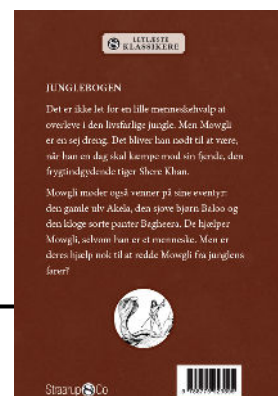 LETLÆSTE
KLASSIKERE
JUNGLEBOGEN
Det er ikke let for en lille menneskehvalp at
overleve i den livsfarlige jungle. Men Mowgli
er en sej dreng. Det bliver han nødt til at være,
når han en dag skal kæmpe mod sin fjende, den
frygtindgydende tiger Shere Khan.
Mowgli møder også venner på sine eventyr:
den gamle ulv Akela, den sjove bjørn Baloo og
den kloge sorte panter Bagheera. De hjælper
Mowgli, selvom han er et menneske. Men er
deres hjælp nok til at redde Mowgli fra junglens
farer?
Straarup & Co